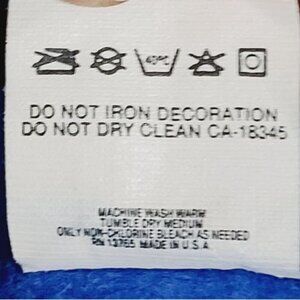 40°C
DO NOT IRON DECORATION
DO NOT DRY CLEAN CA-18345
MACHINE WASH WARM
TUMBLE DRY MEDIUM
ONLY NON-CHLORINE BLEACH AS NEEDED
RN 13765 MADE IN U.S.A